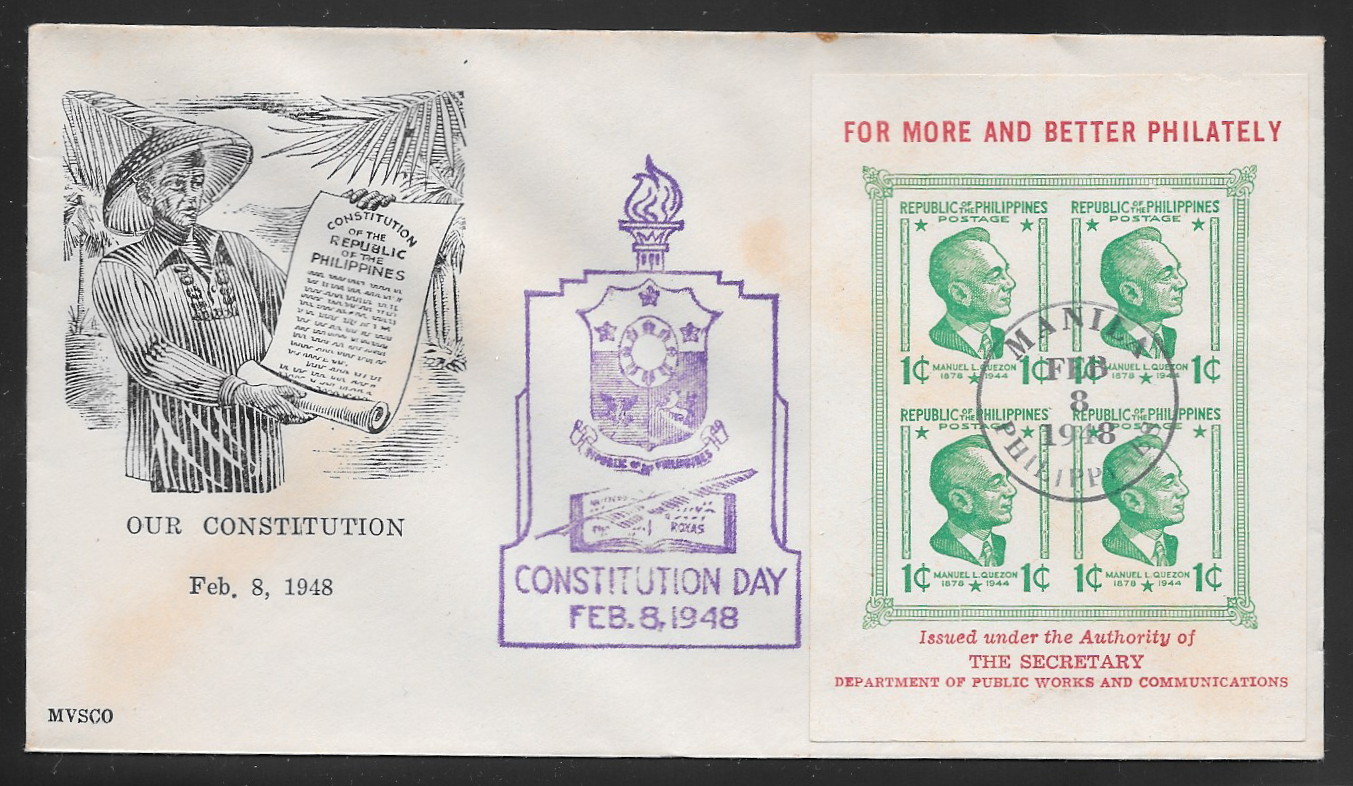 CONSTITUTION
OF THE
REPUBLIC
OF THE
PHILIPPINES
OUR CONSTITUTION
Feb. 8, 1948
MVSCO
REPUBLIC OF THE PHILIPPINES
ROXAS
CONSTITUTION DAY
FEB. 8, 1948
FOR MORE AND BETTER PHILATELY
REPUBLIC OF THE PHILIPPINES
POSTAGE
1¢ MANUEL L. QUEZON 1¢
1878 1944
REPUBLIC OF THE PHILIPPINES
POSTAGE
1¢ MANUEL L. QUEZON 1¢
1878 1944
MANILA
FEB
8
1948
REPUBLIC OF THE PHILIPPINES
POSTAGE
1¢ MANUEL L. QUEZON 1¢
1878 1944
REPUBLIC OF THE PHILIPPINES
POSTAGE
1¢ MANUEL L. QUEZON 1¢
1878 1944
Issued under the Authority of
THE SECRETARY
DEPARTMENT OF PUBLIC WORKS AND COMMUNICATIONS